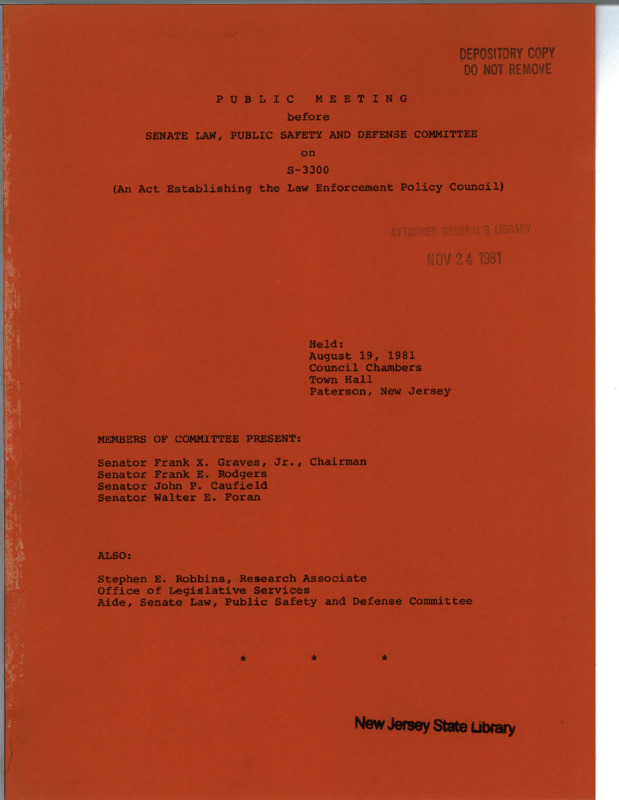 DEPOSITORY COPY
DO NOT REMOVE
PUBLIC MEETING
before
SENATE LAW, PUBLIC SAFETY AND DEFENSE COMMITTEE
on
S-3300
(An Act Establishing the Law Enforcement Policy Council)
ATTORNEY GENERAL'S LIBRARY
NOV 24 1981
Held:
August 19, 1981
Council Chambers
Town Hall
Paterson, New Jersey
MEMBERS OF COMMITTEE PRESENT:
Senator Frank X. Graves, Jr., Chairman
Senator Frank E. Rodgers
Senator John P. Caufield
Senator Walter E. Foran
ALSO:
Stephen E. Robbins, Research Associate
Office of Legislative Services
Aide, Senate Law, Public Safety and Defense Committee
* * *
New Jersey State Library